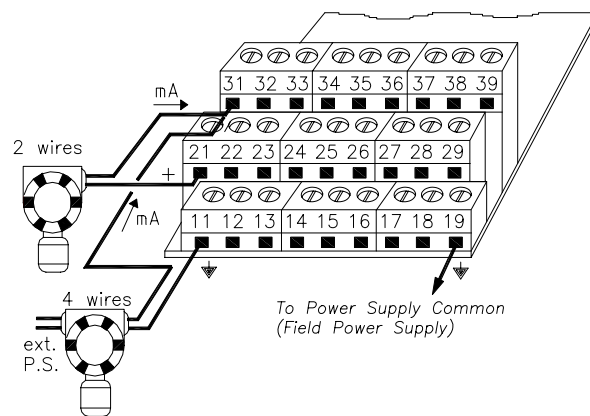 31 32 33 34 35 36 37 38 39
mA
2 wires
21 22 23 24 25 26 27 28 29
+
mA
11 12 13 14 15 16 17 18 19
4 wires
ext.
P.S.
To Power Supply Common
(Field Power Supply)